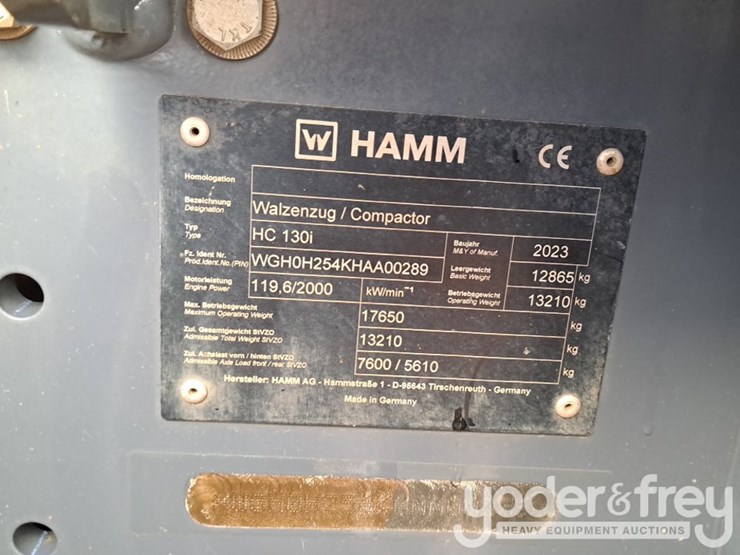 W HAMM CE
Homologation
Bezeichnung
Designation
Walzenzug / Compactor
Typ
Type
HC 130i
Baujahr
M&Y of Manuf.
2023
Fz. Ident Nr.
Prod.Ident.No.(PIN)
WGH0H254KHAA00289
Leergewicht
Basic Weight
12865 kg
Motorleistung
Engine Power
119,6/2000
kW/min⁻¹
Betriebsgewicht
Operating Weight
13210 kg
Max. Betriebsgewicht
Maximum Operating Weight
17650 kg
Zul. Gesamtgewicht StVZO
Admissible Total Weight StVZO
13210 kg
Zul. Achslast vorn / hinten StVZO
Admissible Axle Load front / rear StVZO
7600 / 5610 kg
Hersteller: HAMM AG - Hammstraße 1 - D-95643 Tirschenreuth - Germany
Made in Germany
yoder&frey
HEAVY EQUIPMENT AUCTIONS